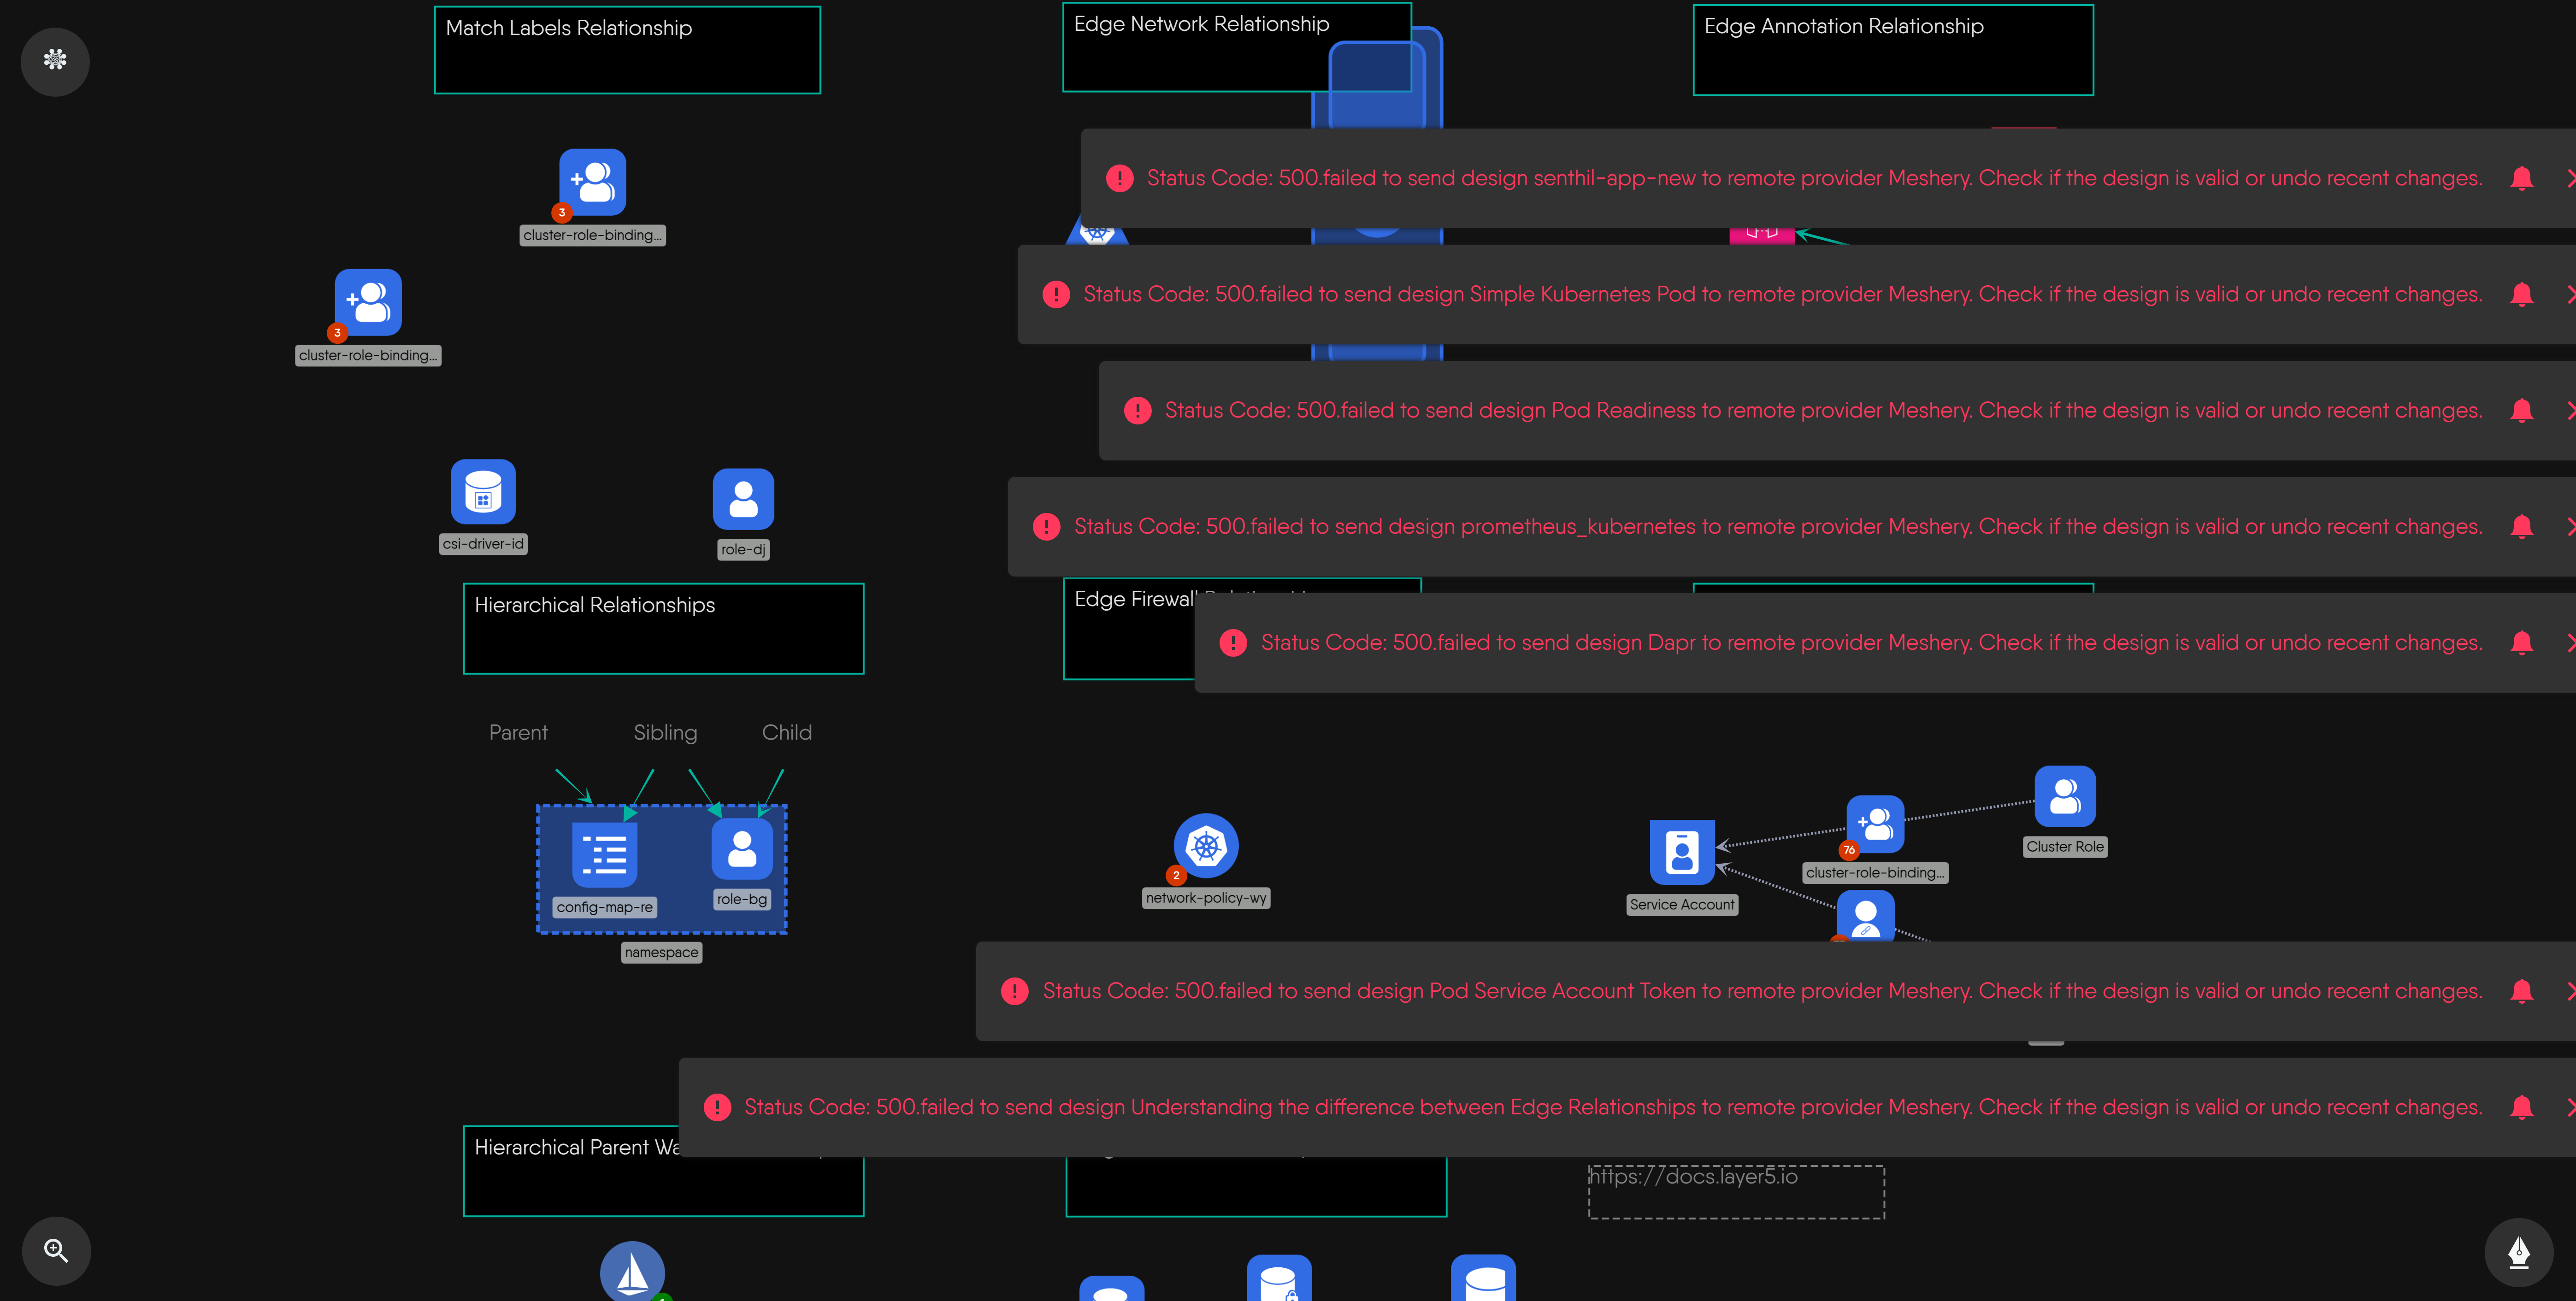 Match Labels Relationship
Edge Network Relationship
Edge Annotation Relationship
Status Code: 500.failed to send design senthil-app-new to remote provider Meshery. Check if the design is valid or undo recent changes.
3
cluster-role-binding...
Status Code: 500.failed to send design Simple Kubernetes Pod to remote provider Meshery. Check if the design is valid or undo recent changes.
3
cluster-role-binding...
Status Code: 500.failed to send design Pod Readiness to remote provider Meshery. Check if the design is valid or undo recent changes.
Status Code: 500.failed to send design prometheus_kubernetes to remote provider Meshery. Check if the design is valid or undo recent changes.
csi-driver-id
role-dj
Hierarchical Relationships
Edge Firewall
Status Code: 500.failed to send design Dapr to remote provider Meshery. Check if the design is valid or undo recent changes.
Parent
Sibling
Child
config-map-re
role-bg
namespace
2
network-policy-wy
Service Account
76
cluster-role-binding...
Cluster Role
Status Code: 500.failed to send design Pod Service Account Token to remote provider Meshery. Check if the design is valid or undo recent changes.
Status Code: 500.failed to send design Understanding the difference between Edge Relationships to remote provider Meshery. Check if the design is valid or undo recent changes.
Hierarchical Parent
https://docs.layer5.io